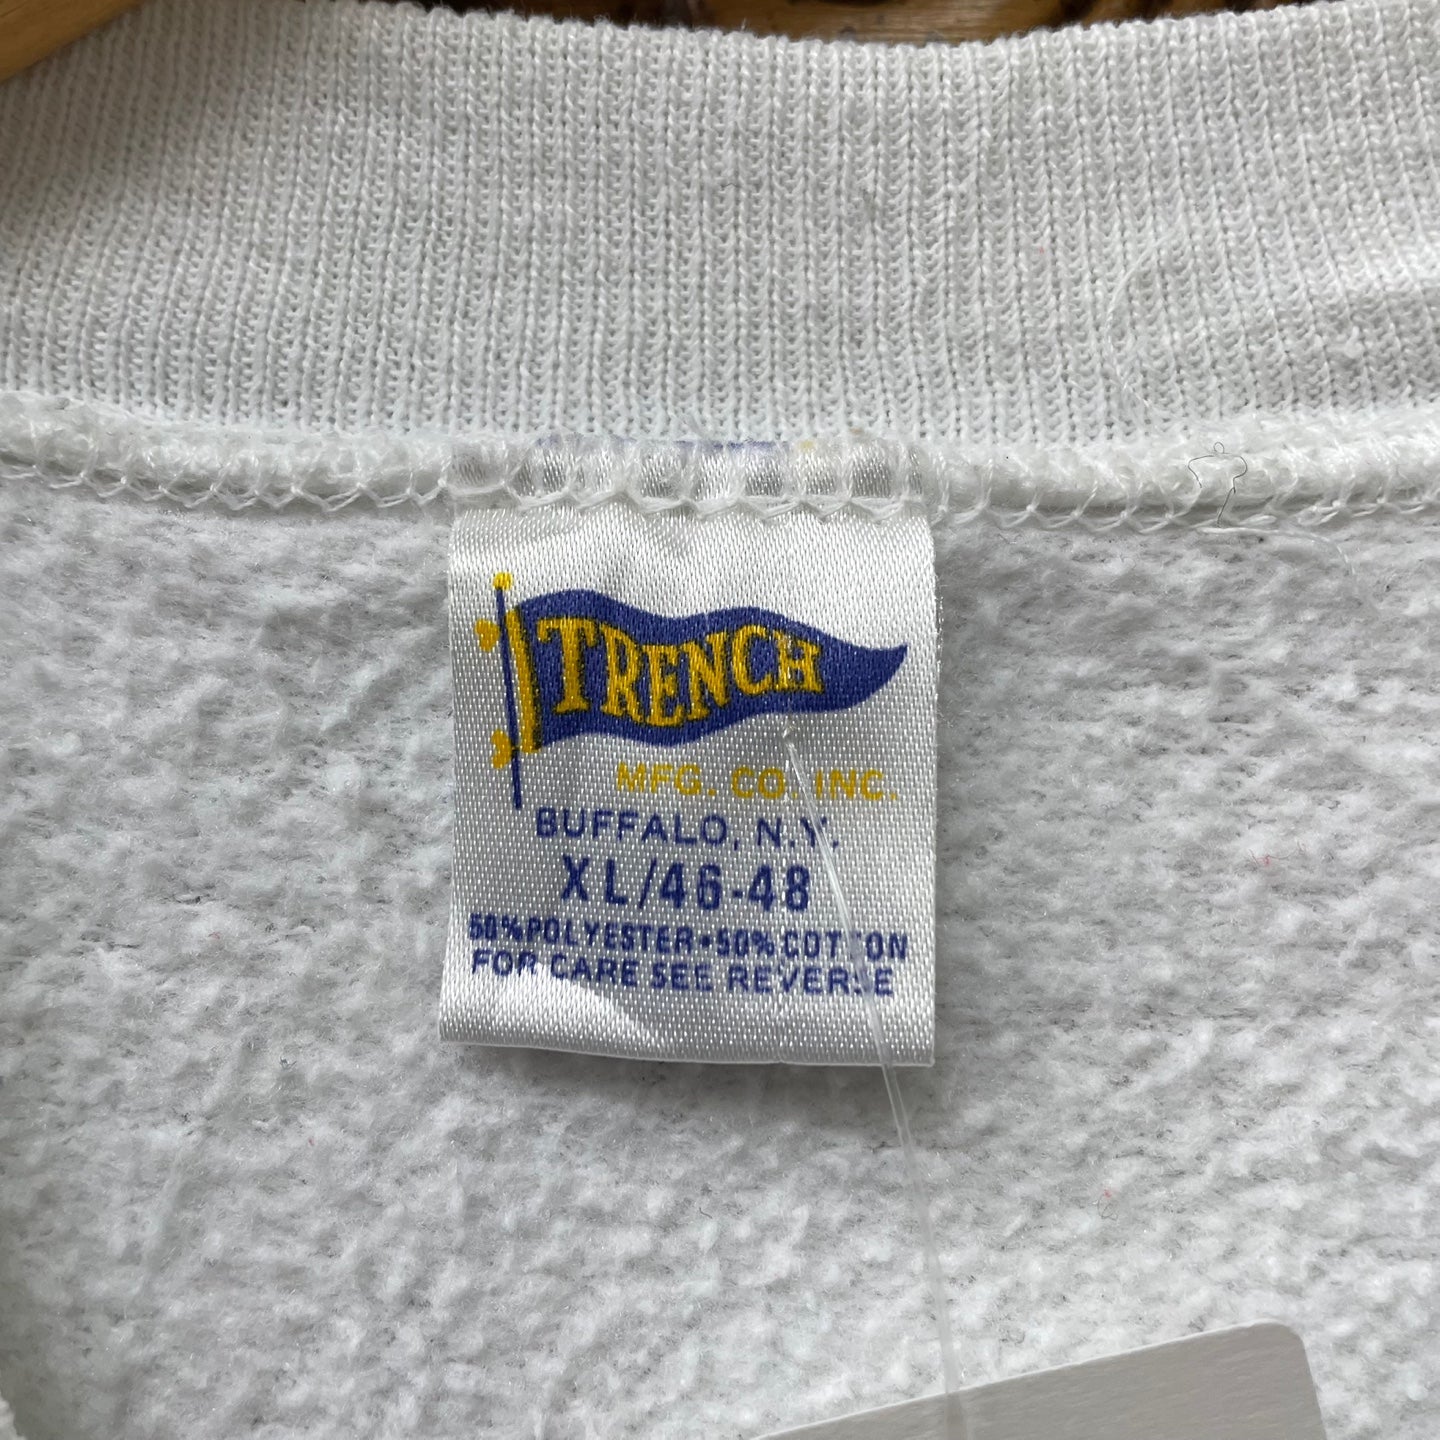 TRENCH
MFG. CO. INC.
BUFFALO, N.Y.
XL/46-48
50%POLYESTER•50%COTTON
FOR CARE SEE REVERSE